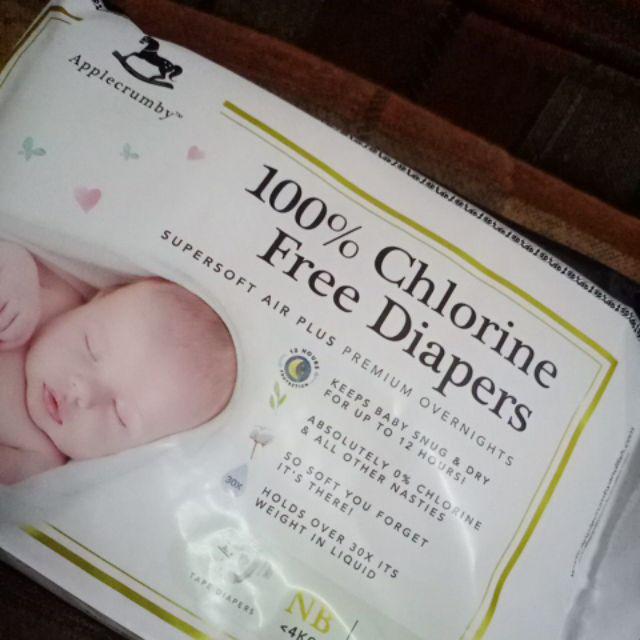 Applecrumby™
100% Chlorine
Free Diapers
SUPERSOFT AIR PLUS PREMIUM OVERNIGHTS
KEEPS BABY SNUG & DRY
FOR UP TO 12 HOURS!
ABSOLUTELY 0% CHLORINE
& ALL OTHER NASTIES
SO SOFT YOU FORGET
IT'S THERE!
30X
HOLDS OVER 30X ITS
WEIGHT IN LIQUID
TAPE DIAPERS
NB
<4KG